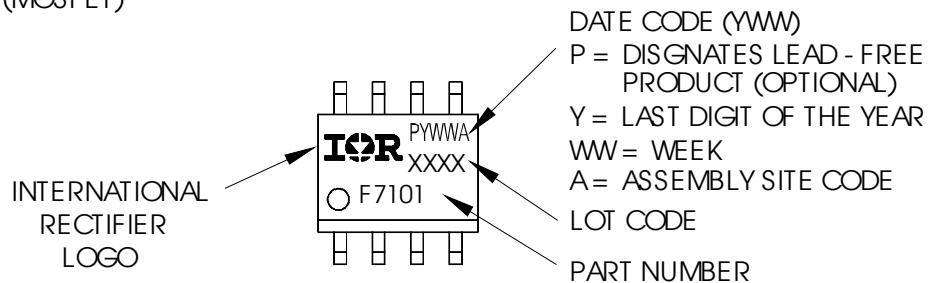 DATE CODE (YWW)
P = DISGNATES LEAD - FREE
PRODUCT (OPTIONAL)
Y = LAST DIGIT OF THE YEAR
WW = WEEK
A = ASSEMBLY SITE CODE
LOT CODE
PART NUMBER
IOR
PYWWA
XXXX
F7101
INTERNATIONAL
RECTIFIER
LOGO